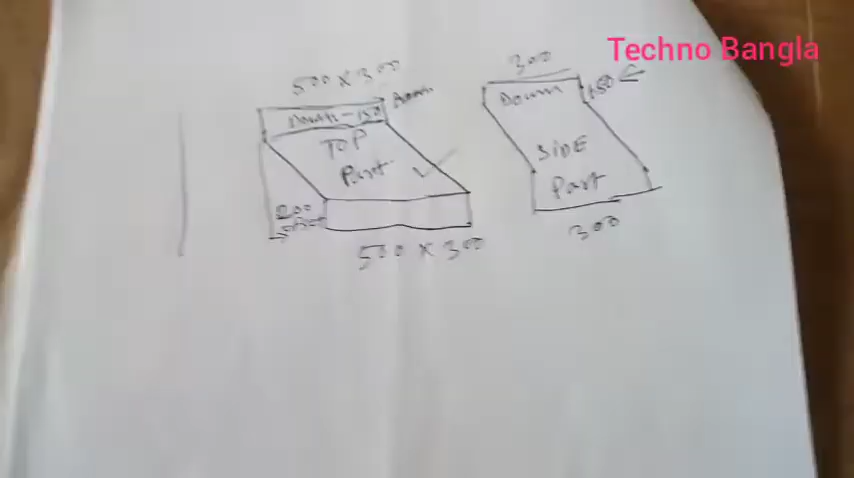 Techno Bangla
500 X 300
Down - 150
Down
TOP
Part
200
500 X 300
300
Down
150
SIDE
Part
300